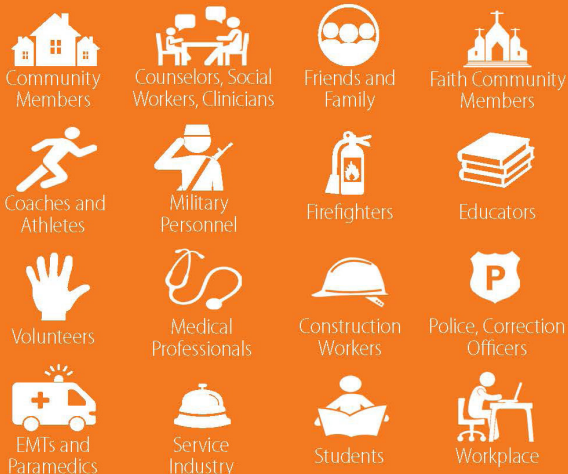 Community
Members
Counselors, Social
Workers, Clinicians
Friends and
Family
Faith Community
Members
Coaches and
Athletes
Military
Personnel
Firefighters
Educators
Volunteers
Medical
Professionals
Construction
Workers
P
Police, Correction
Officers
EMTs and
Paramedics
Service
Industry
Students
Workplace